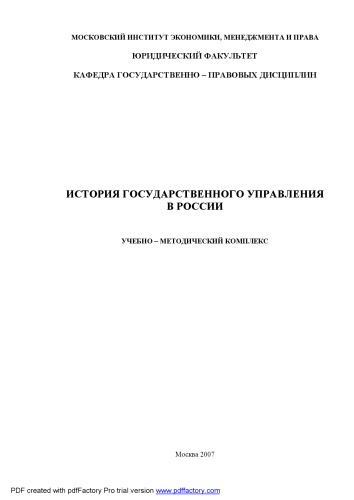 МОСКОВСКИЙ ИНСТИТУТ ЭКОНОМИКИ, МЕНЕДЖМЕНТА И ПРАВА
ЮРИДИЧЕСКИЙ ФАКУЛЬТЕТ
КАФЕДРА ГОСУДАРСТВЕННО – ПРАВОВЫХ ДИСЦИПЛИН
ИСТОРИЯ ГОСУДАРСТВЕННОГО УПРАВЛЕНИЯ
В РОССИИ
УЧЕБНО – МЕТОДИЧЕСКИЙ КОМПЛЕКС
Москва 2007
PDF created with pdfFactory Pro trial version www.pdffactory.com